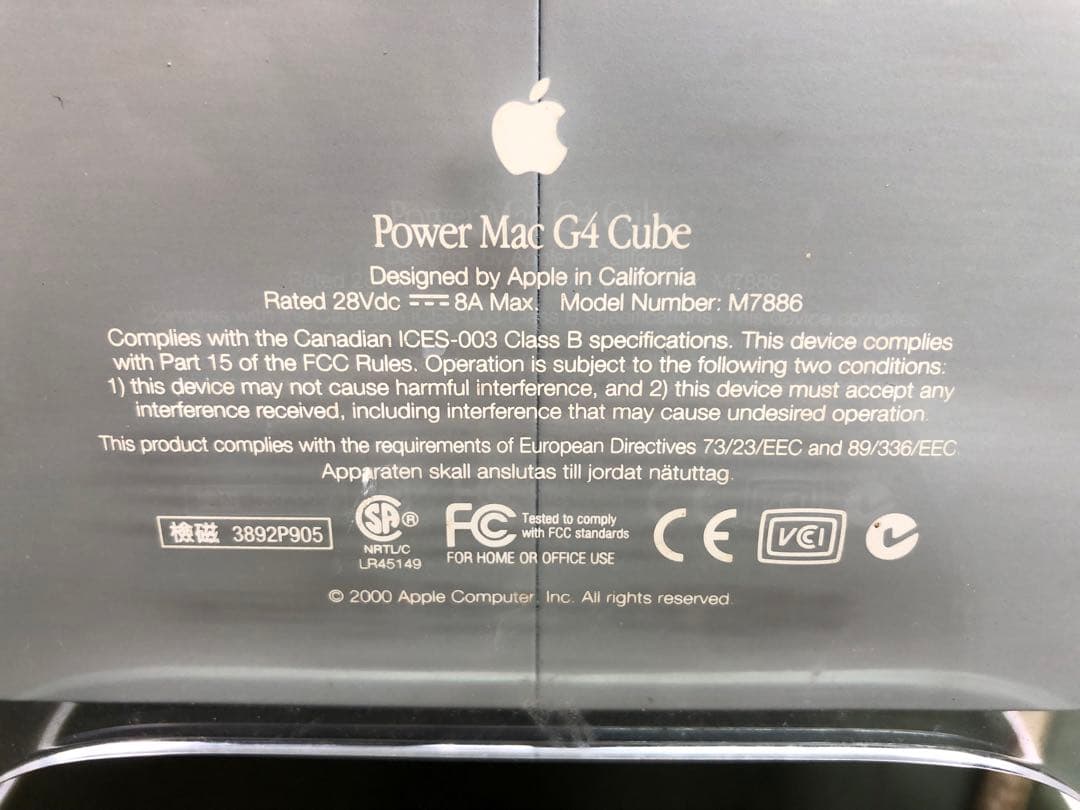 Power Mac G4 Cube
Designed by Apple in California
Rated 28Vdc ⎓ 8A Max. Model Number: M7886
Complies with the Canadian ICES-003 Class B specifications. This device complies
with Part 15 of the FCC Rules. Operation is subject to the following two conditions:
1) this device may not cause harmful interference, and 2) this device must accept any
interference received, including interference that may cause undesired operation.
This product complies with the requirements of European Directives 73/23/EEC and 89/336/EEC.
Apparaten skall anslutas till jordat nätuttag.
檢磁 3892P905
SA ®
NRTL/C
LR45149
FC Tested to comply
with FCC standards
FOR HOME OR OFFICE USE
CE
VCI
© 2000 Apple Computer, Inc. All rights reserved.